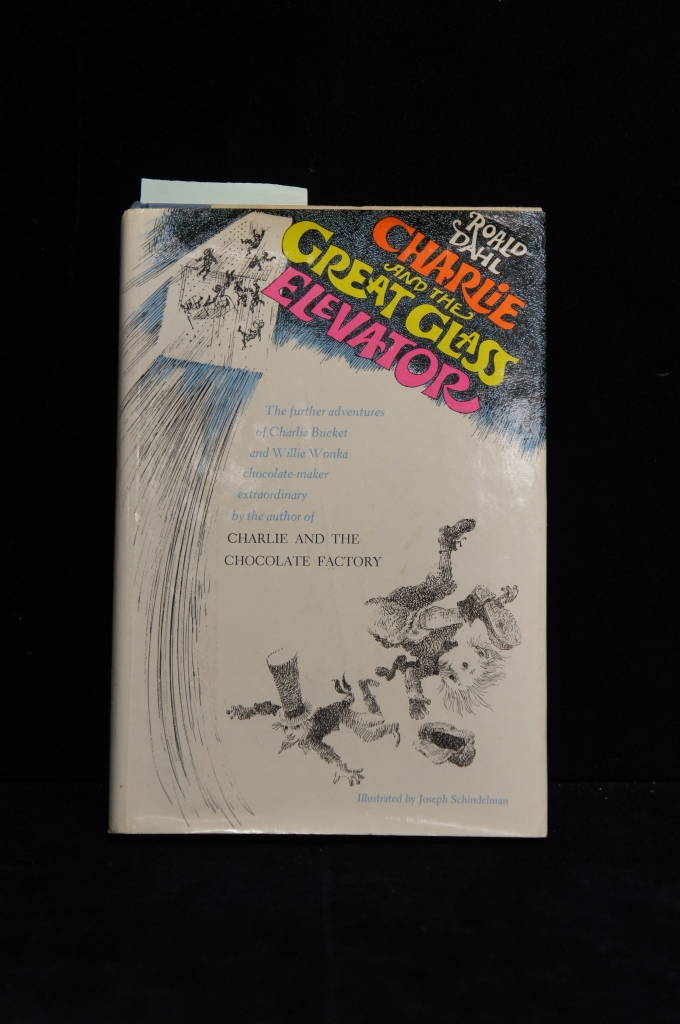 ROALD
DAHL
CHARLIE
AND THE
GREAT GLASS
ELEVATOR
The further adventures
of Charlie Bucket
and Willie Wonka
chocolate-maker
extraordinary
by the author of
CHARLIE AND THE
CHOCOLATE FACTORY
Illustrated by Joseph Schindelman